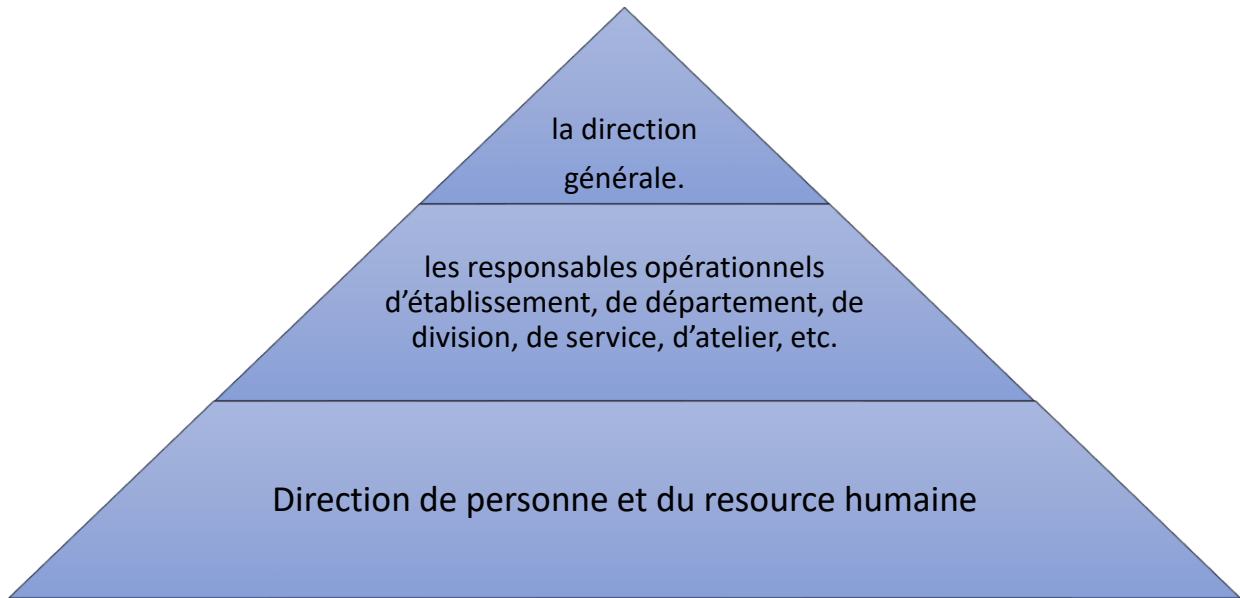 la direction
générale.
les responsables opérationnels
d’établissement, de département, de
division, de service, d’atelier, etc.
Direction de personne et du resource humaine